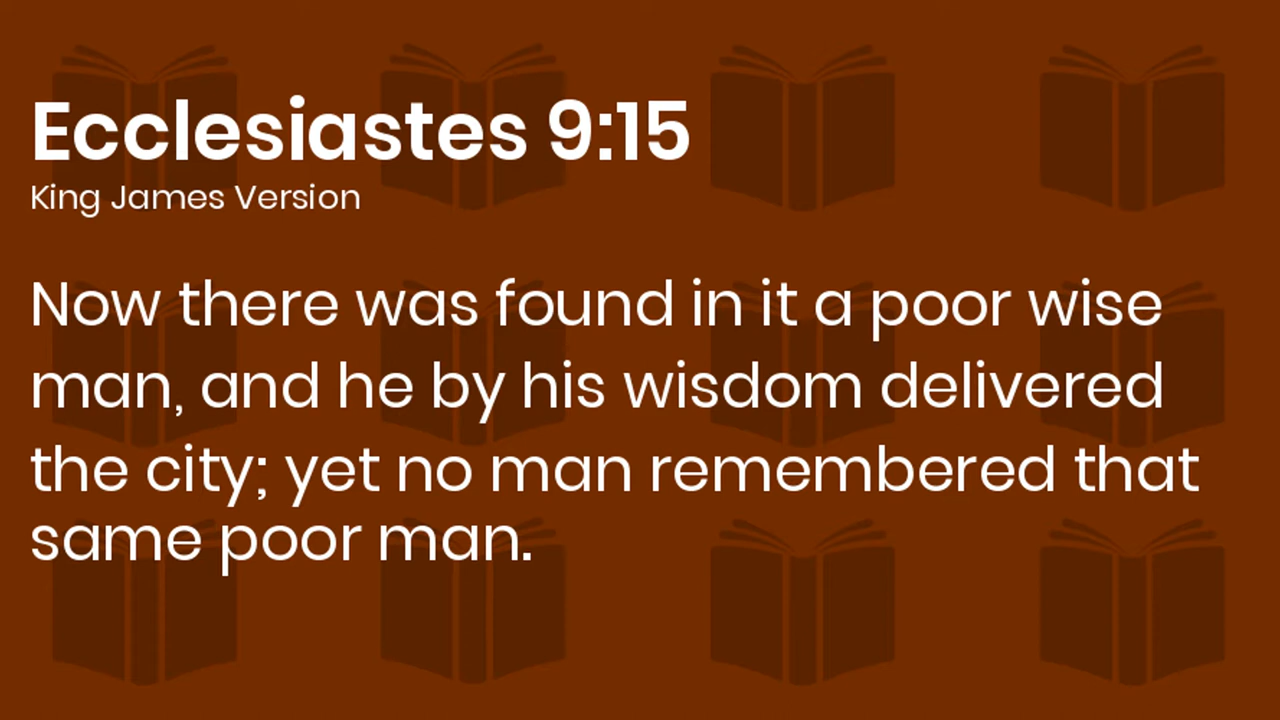 Ecclesiastes 9:15
King James Version
Now there was found in it a poor wise
man, and he by his wisdom delivered
the city; yet no man remembered that
same poor man.